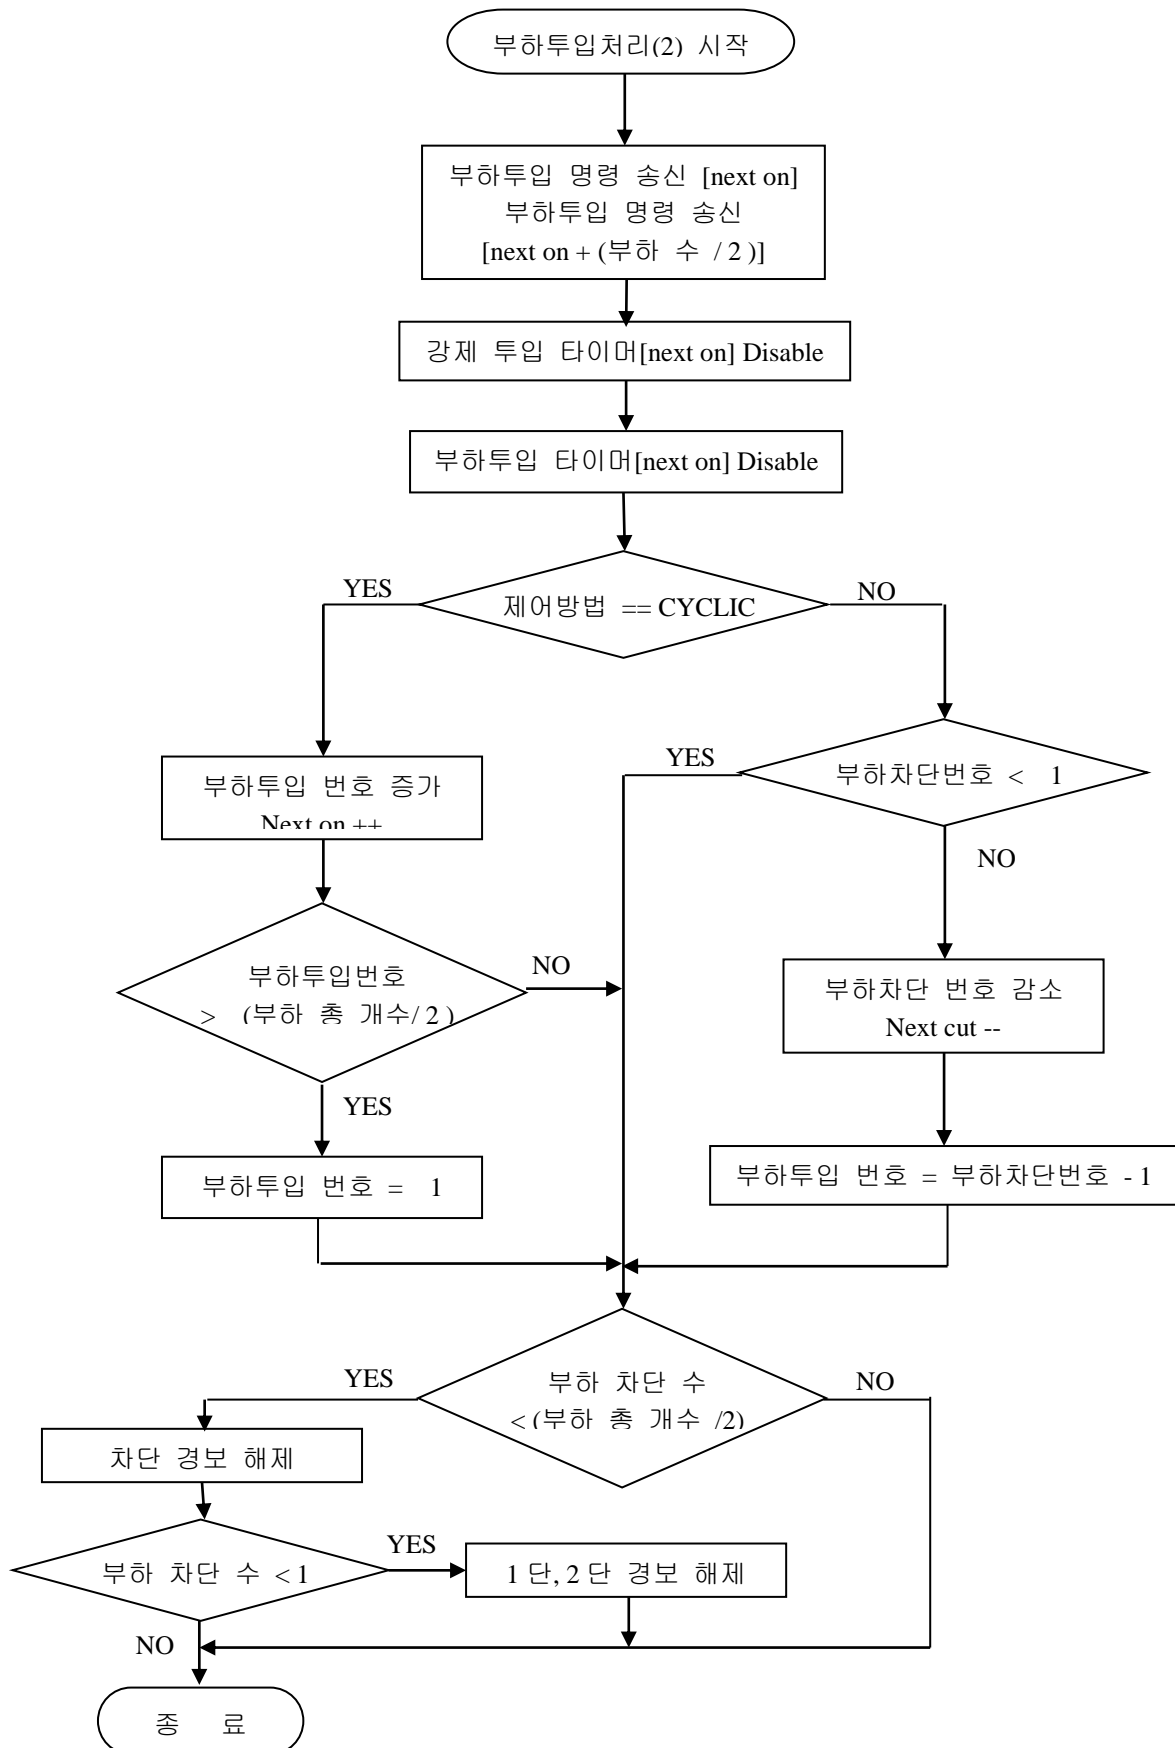 부하투입처리(2) 시작
부하투입 명령 송신 [next on]
부하투입 명령 송신
[next on + (부하 수 / 2 )]
강제 투입 타이머[next on] Disable
부하투입 타이머[next on] Disable
YES
제어방법 == CYCLIC
NO
부하투입 번호 증가
Next on ++
YES
부하차단번호 < 1
NO
부하투입번호
> (부하 총 개수/ 2 )
NO
YES
부하차단 번호 감소
Next cut --
부하투입 번호 = 1
부하투입 번호 = 부하차단번호 - 1
YES
부하 차단 수
< (부하 총 개수 /2)
NO
차단 경보 해제
부하 차단 수 < 1
YES
1 단, 2 단 경보 해제
NO
종 료